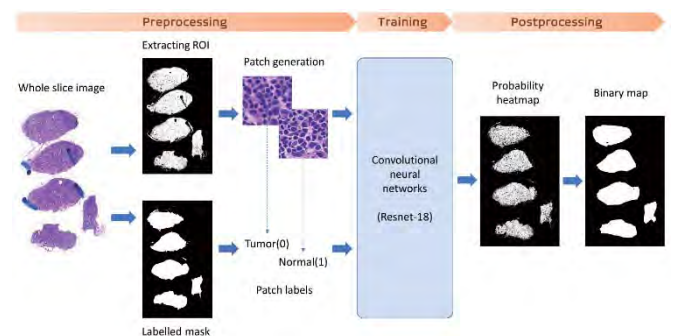 Preprocessing
Training
Postprocessing
Extracting ROI
Whole slice image
Patch generation
Probability
heatmap
Binary map
Convolutional
neural
networks
(Resnet-18)
Tumor(0)
Normal(1)
Patch labels
Labelled mask